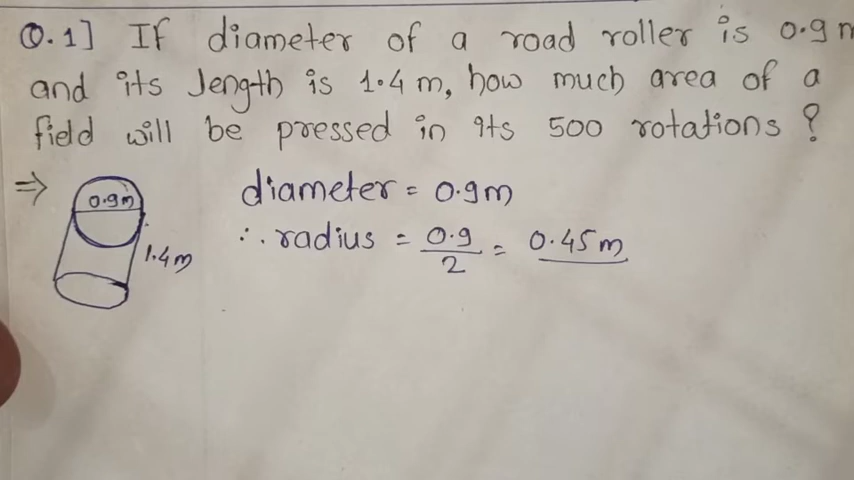 Q.1] If diameter of a road roller is 0.9 m
and its length is 1.4 m, how much area of a
field will be pressed in its 500 rotations ?
⇒ 0.9m diameter = 0.9m
∴ radius = 0.9/2 = 0.45 m
1.4 m